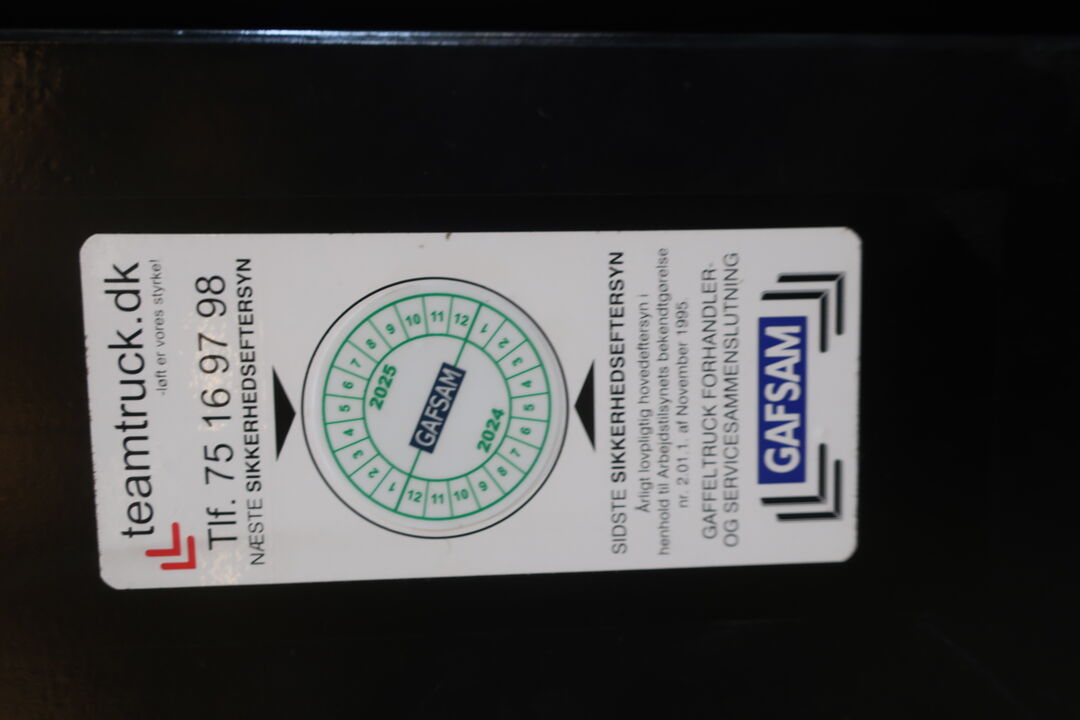 teamtruck.dk
-løft er vores styrke!
Tlf. 75 16 97 98
NÆSTE SIKKERHEDSEFTERSYN
2025
1 2 3 4 5 6 7 8 9 10 11 12
GAFSAM
2024
1 2 3 4 5 6 7 8 9 10 11 12
SIDSTE SIKKERHEDSEFTERSYN
Årligt lovpligtig hovedeftersyn i
henhold til Arbejdstilsynets bekendtgørelse
nr. 2.01.1. af November 1995.
GAFFELTRUCK FORHANDLER-
OG SERVICESAMMENSLUTNING
GAFSAM